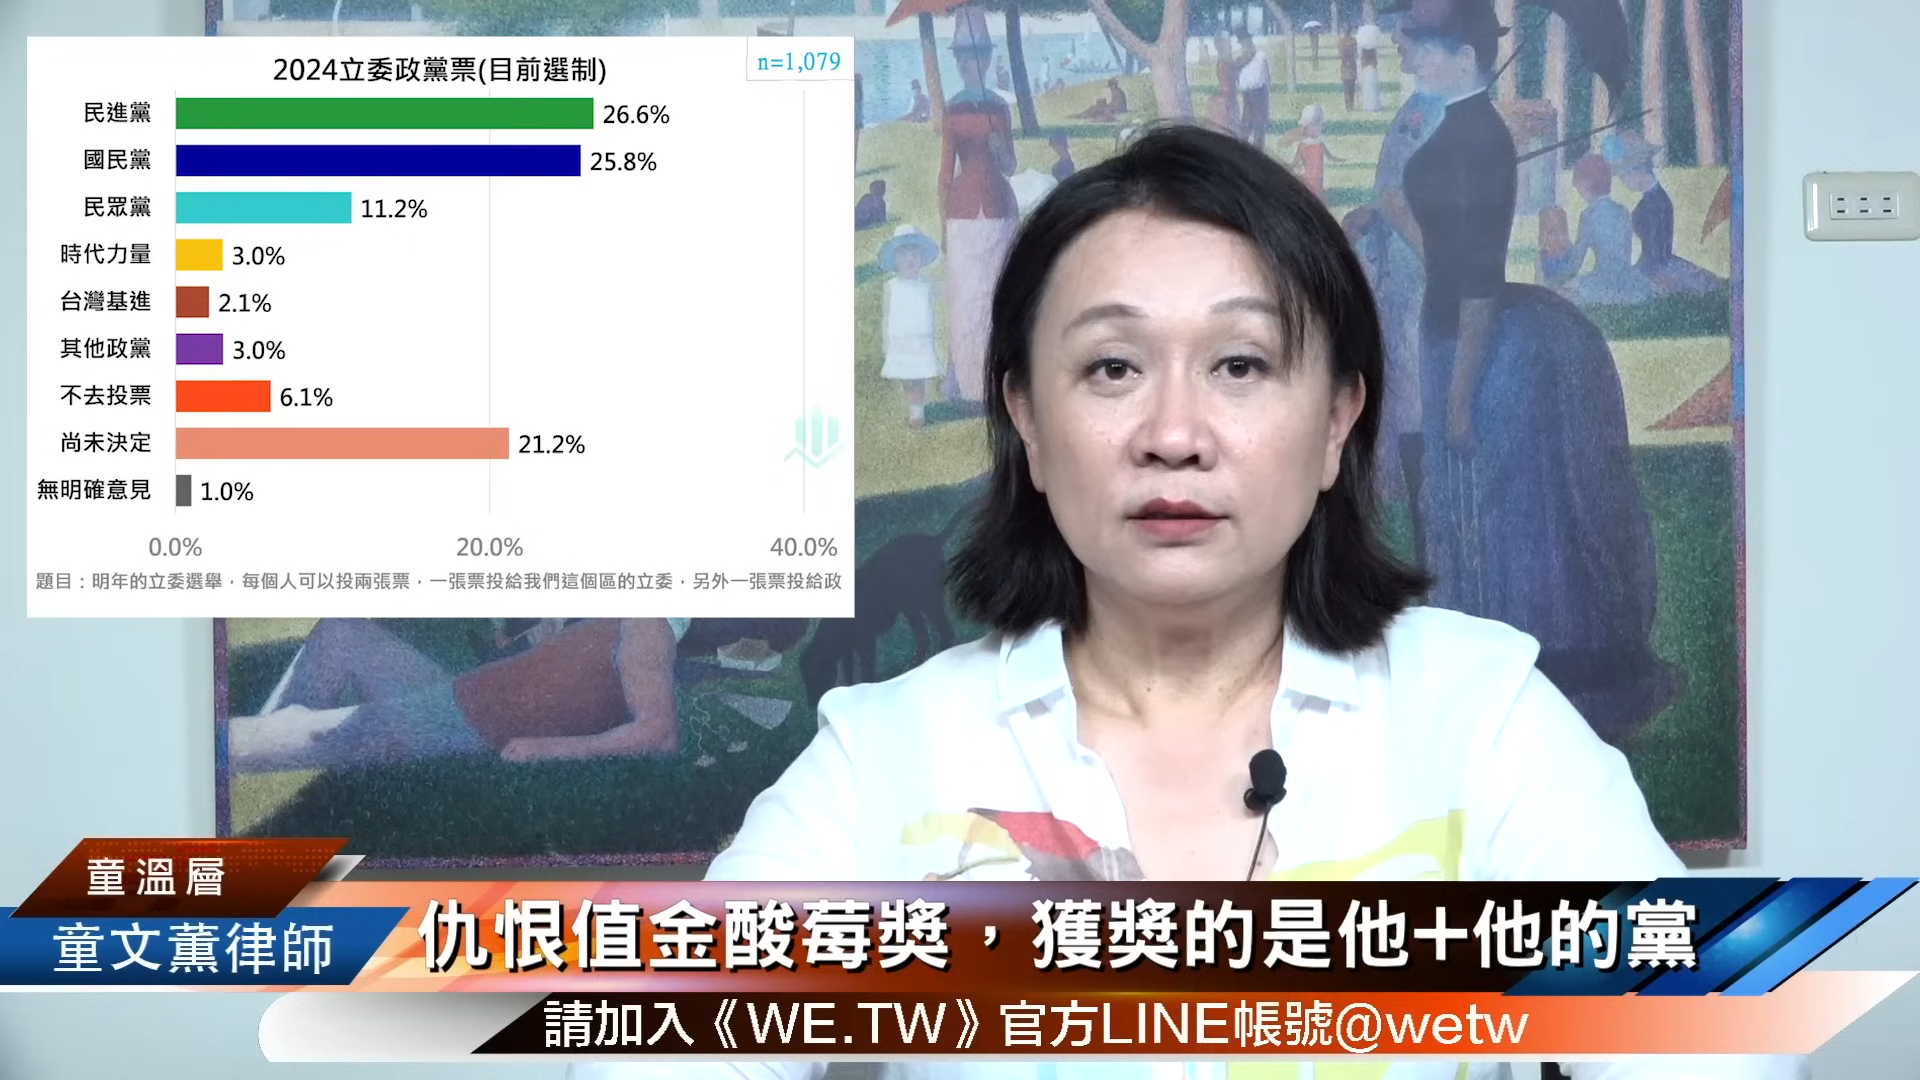 2024立委政黨票(目前選制)
n=1,079
民進黨 26.6%
國民黨 25.8%
民眾黨 11.2%
時代力量 3.0%
台灣基進 2.1%
其他政黨 3.0%
不去投票 6.1%
尚未決定 21.2%
無明確意見 1.0%
0.0% 20.0% 40.0%
題目：明年的立委選舉，每個人可以投兩張票，一張票投給我們這個區的立委，另外一張票投給政
童溫層
童文薰律師
仇恨值金酸莓獎，獲獎的是他+他的黨
請加入《WE.TW》官方LINE帳號@wetw